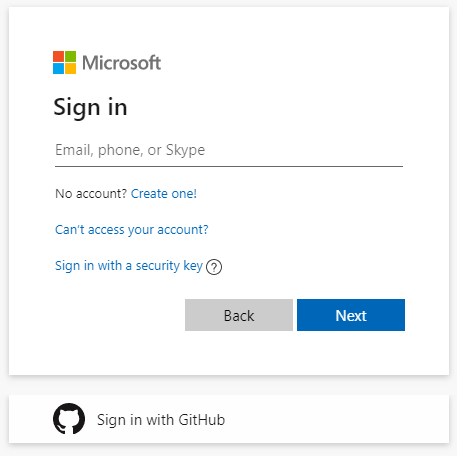 Microsoft
Sign in
Email, phone, or Skype
No account? Create one!
Can't access your account?
Sign in with a security key ?
Back Next
Sign in with GitHub